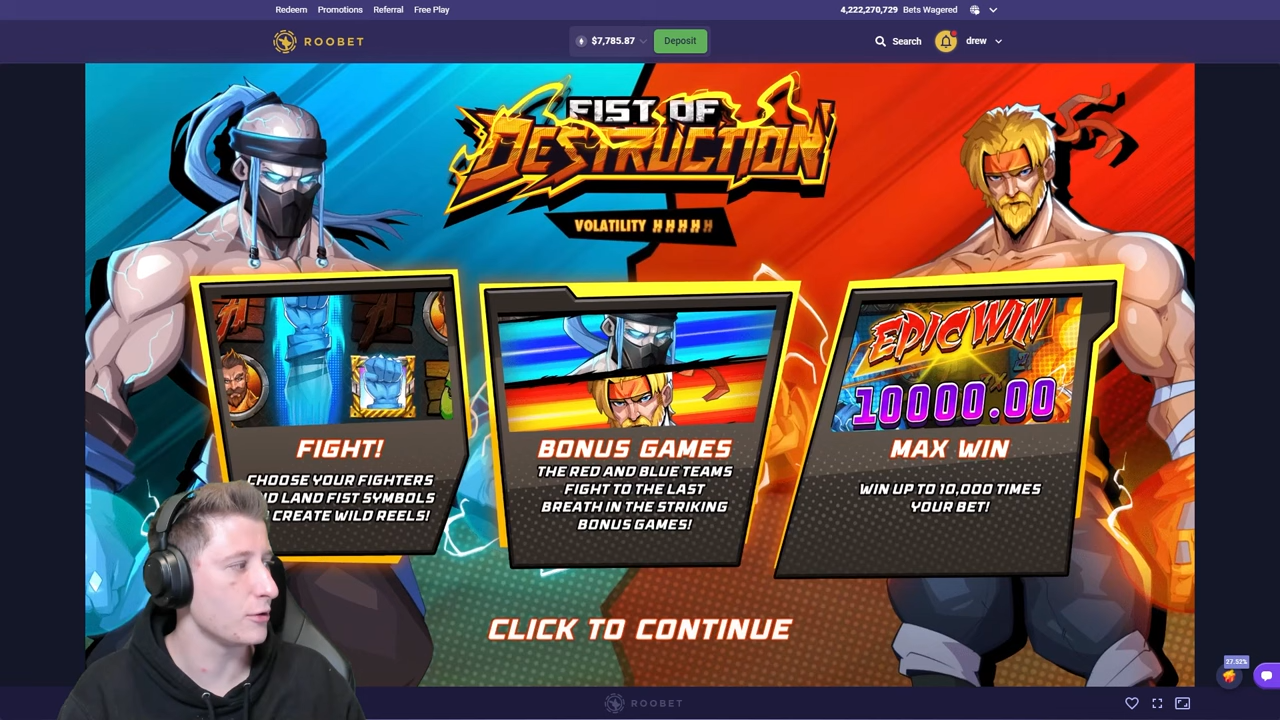 Redeem Promotions Referral Free Play
4,222,270,729 Bets Wagered
ROOBET
$7,785.87
Deposit
Search
drew
FIST OF
DESTRUCTION
VOLATILITY
EPIC WIN
10000.00
FIGHT!
CHOOSE YOUR FIGHTERS
LAND FIST SYMBOLS
CREATE WILD REELS!
BONUS GAMES
THE RED AND BLUE TEAMS
FIGHT TO THE LAST
BREATH IN THE STRIKING
BONUS GAMES!
MAX WIN
WIN UP TO 10,000 TIMES
YOUR BET!
CLICK TO CONTINUE
27.52%
ROOBET